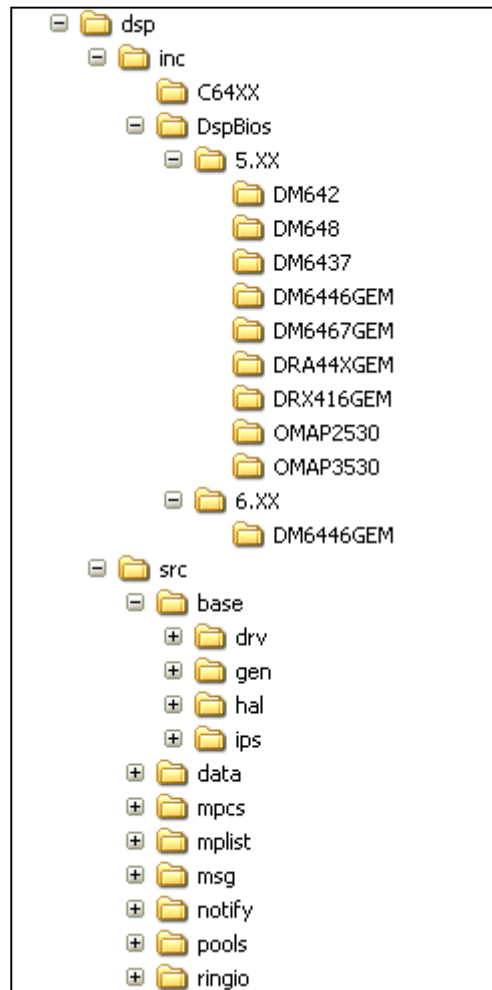 dsp
inc
C64XX
DspBios
5.XX
DM642
DM648
DM6437
DM6446GEM
DM6467GEM
DRA44XGEM
DRX416GEM
OMAP2530
OMAP3530
6.XX
DM6446GEM
src
base
drv
gen
hal
ips
data
mpcs
mplist
msg
notify
pools
ringio